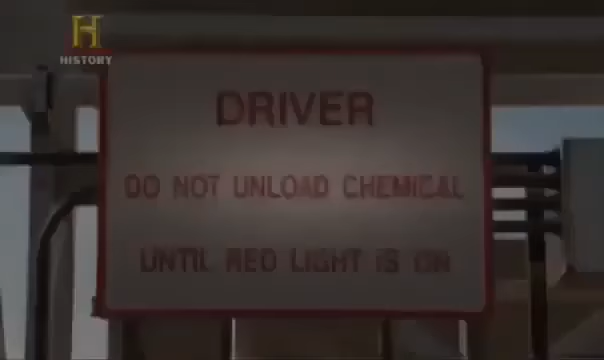 H
HISTORY
DRIVER
DO NOT UNLOAD CHEMICAL
UNTIL RED LIGHT IS ON